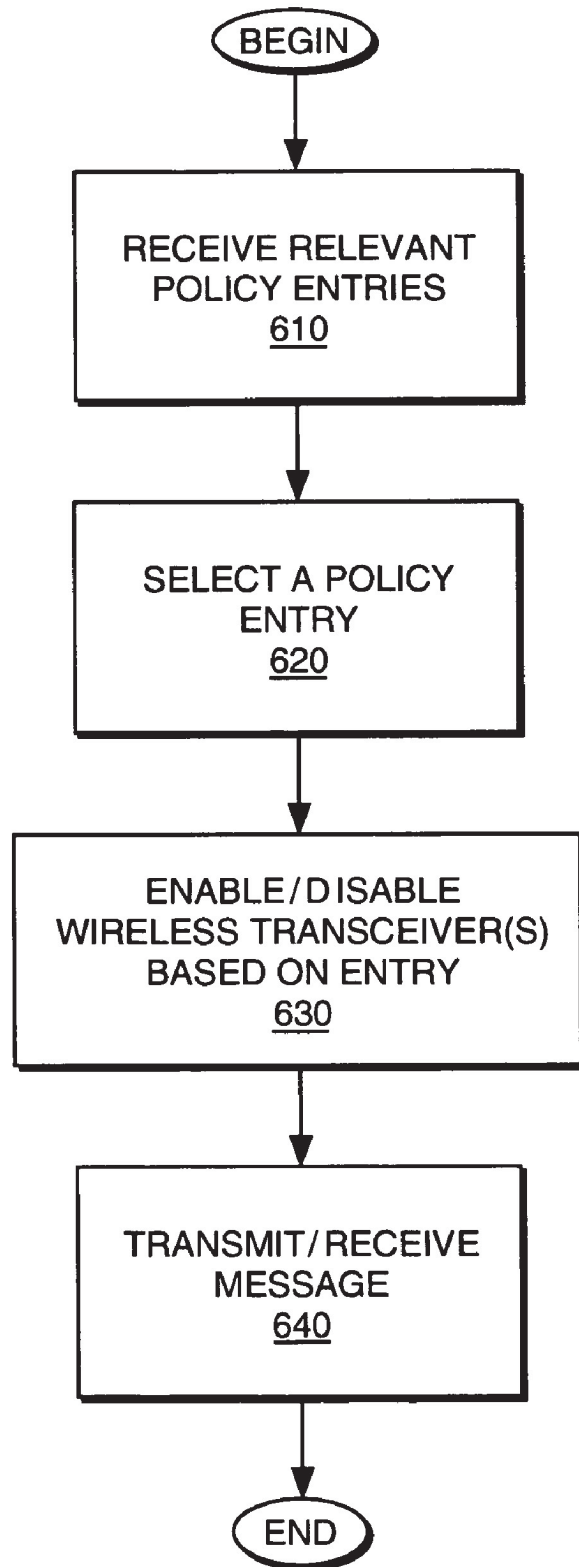 BEGIN
RECEIVE RELEVANT
POLICY ENTRIES
610
SELECT A POLICY
ENTRY
620
ENABLE/DISABLE
WIRELESS TRANSCEIVER(S)
BASED ON ENTRY
630
TRANSMIT/RECEIVE
MESSAGE
640
END